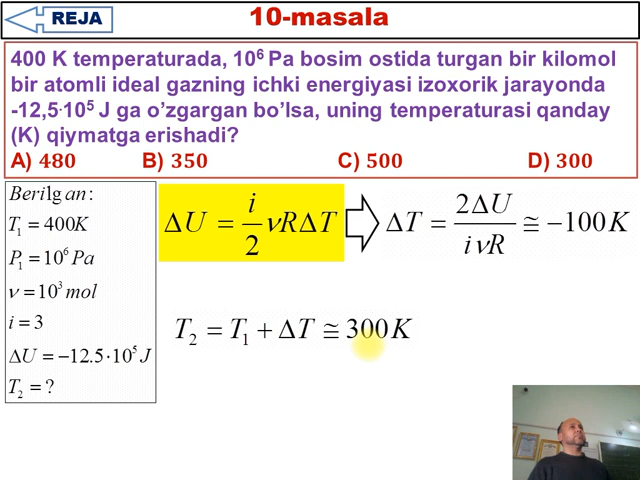 REJA
10-masala
400 K temperaturada, 10⁶ Pa bosim ostida turgan bir kilomol
bir atomli ideal gazning ichki energiyasi izoxorik jarayonda
-12,5·10⁵ J ga o’zgargan bo’lsa, uning temperaturasi qanday
(K) qiymatga erishadi?
A) 480 B) 350 C) 500 D) 300
Berilgan:
T₁ = 400K
P₁ = 10⁶ Pa
ν = 10³ mol
i = 3
ΔU = −12.5·10⁵ J
T₂ = ?
ΔU = i/2 νRΔT
ΔT = 2ΔU/iνR ≅ −100 K
T₂ = T₁ + ΔT ≅ 300 K